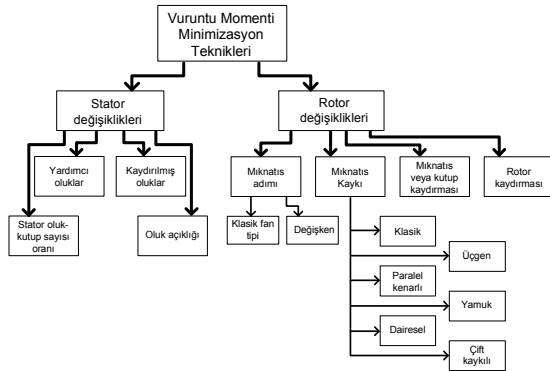 Vuruntu Momenti
Minimizasyon
Teknikleri
Stator
değişiklikleri
Rotor
değişiklikleri
Yardımcı
oluklar
Kaydırılmış
oluklar
Mıknatıs
adımı
Mıknatıs
Kaykı
Mıknatıs
veya kutup
kaydırması
Rotor
kaydırması
Stator oluk-
kutup sayısı
oranı
Oluk açıklığı
Klasik fan
tipi
Değişken
Klasik
Üçgen
Paralel
kenarlı
Yamuk
Dairesel
Çift
kaykılı